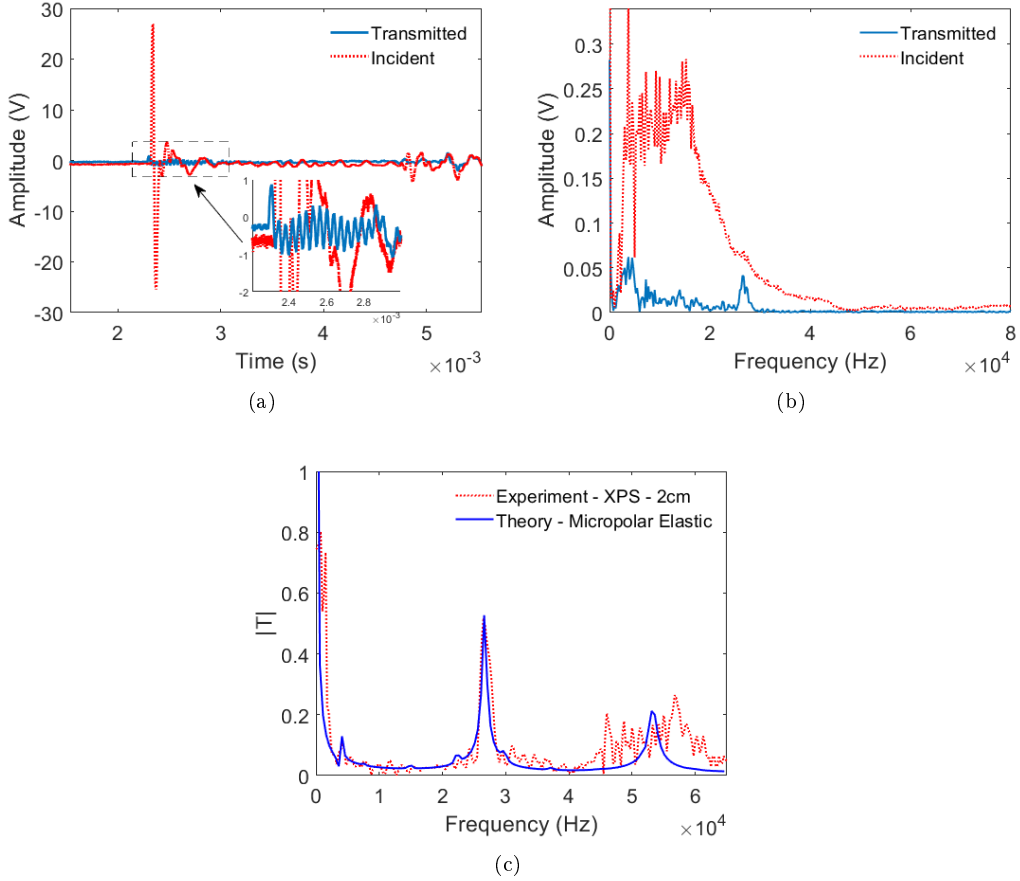 30
20
10
0
-10
-20
-30
Amplitude (V)
Transmitted
Incident
1
0
-1
-2
2.4 2.6 2.8
×10⁻³
2 3 4 5
Time (s)
×10⁻³
(a)
0.3
0.25
0.2
0.15
0.1
0.05
0
Amplitude (V)
Transmitted
Incident
0 2 4 6 8
Frequency (Hz)
×10⁴
(b)
1
0.8
0.6
0.4
0.2
0
|T|
Experiment - XPS - 2cm
Theory - Micropolar Elastic
0 1 2 3 4 5 6
Frequency (Hz)
×10⁴
(c)